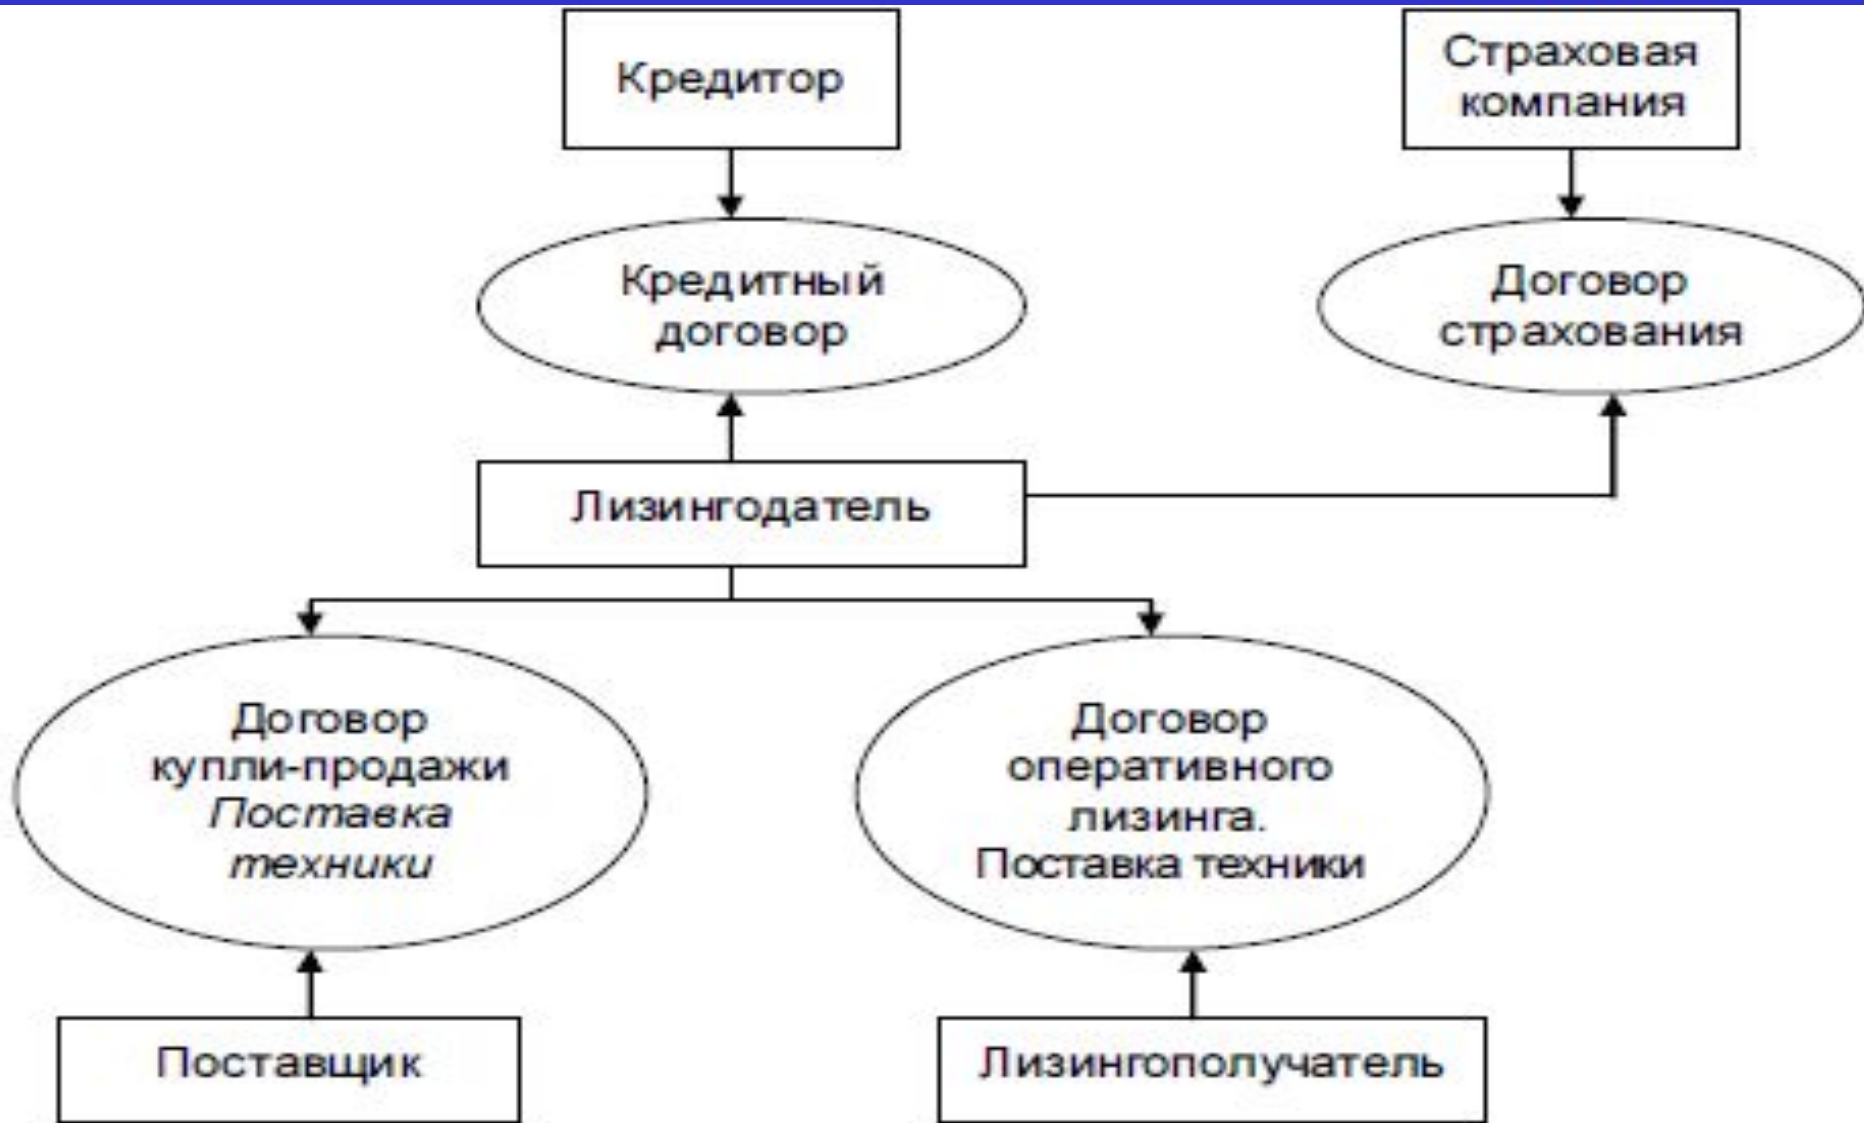 Кредитор
Страховая
компания
Кредитный
договор
Договор
страхования
Лизингодатель
Договор
купли-продажи
Поставка
техники
Договор
оперативного
лизинга.
Поставка техники
Поставщик
Лизингополучатель